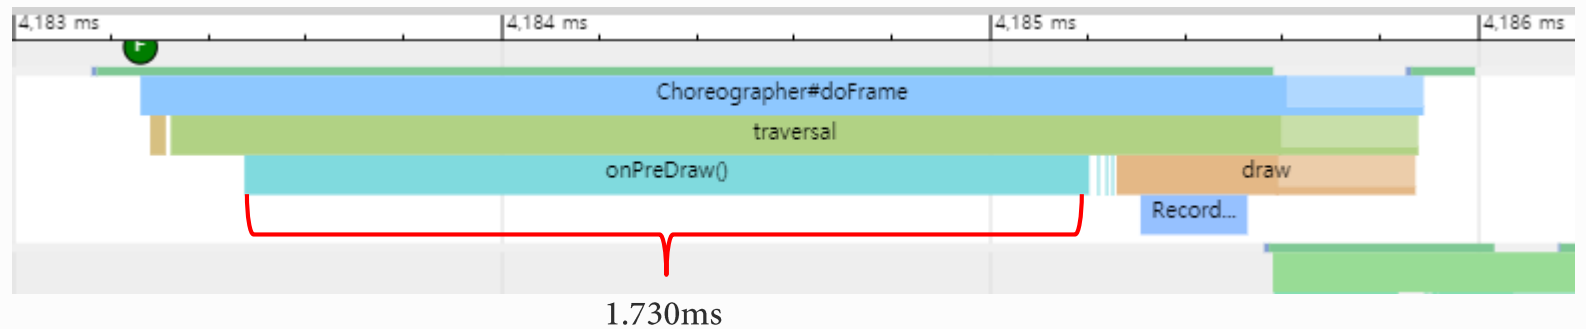 4,183 ms 4,184 ms 4,185 ms 4,186 ms
F
Choreographer#doFrame
traversal
onPreDraw() draw
Record...
1.730ms